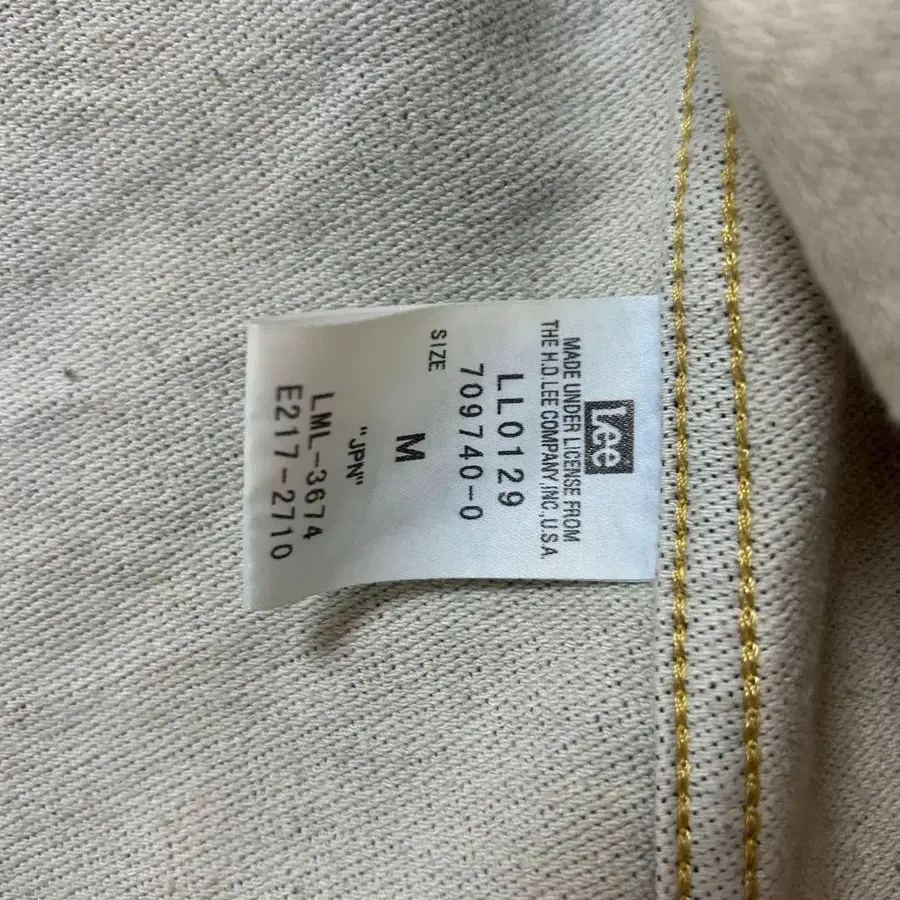 Lee
MADE UNDER LICENSE FROM
THE H.D.LEE COMPANY,INC.,U.S.A.
LL0129
709740-0
SIZE
M
"JPN"
LML-3674
E217-2710